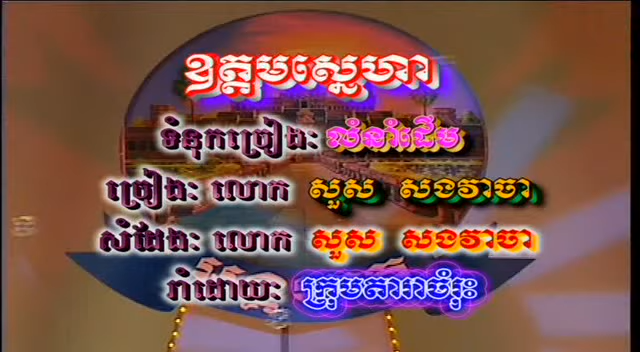 ឧត្តមស្នេហា
ទំនុកច្រៀង: លំនាំដើម
ច្រៀង: លោក សួស សងវាចា
សំដែង: លោក សួស សងវាចា
រាំដោយ: ក្រុមតារាចំរុះ